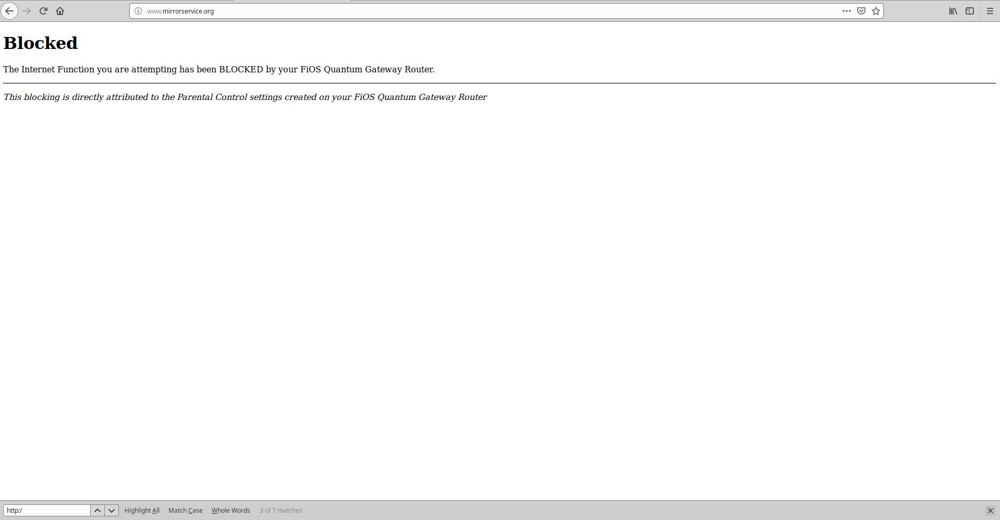 www.mirrorservice.org
Blocked
The Internet Function you are attempting has been BLOCKED by your FiOS Quantum Gateway Router.
This blocking is directly attributed to the Parental Control settings created on your FiOS Quantum Gateway Router
http:/ Highlight All Match Case Whole Words 3 of 7 matches